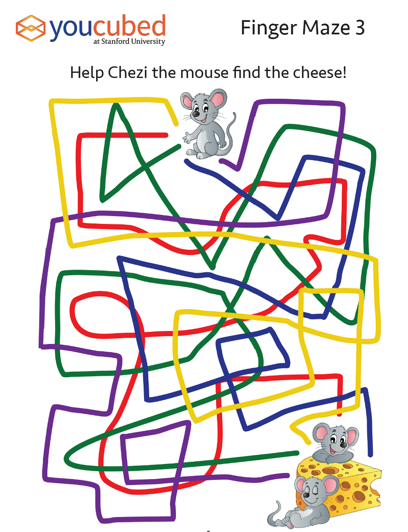 youcubed
at Stanford University
Finger Maze 3
Help Chezi the mouse find the cheese!